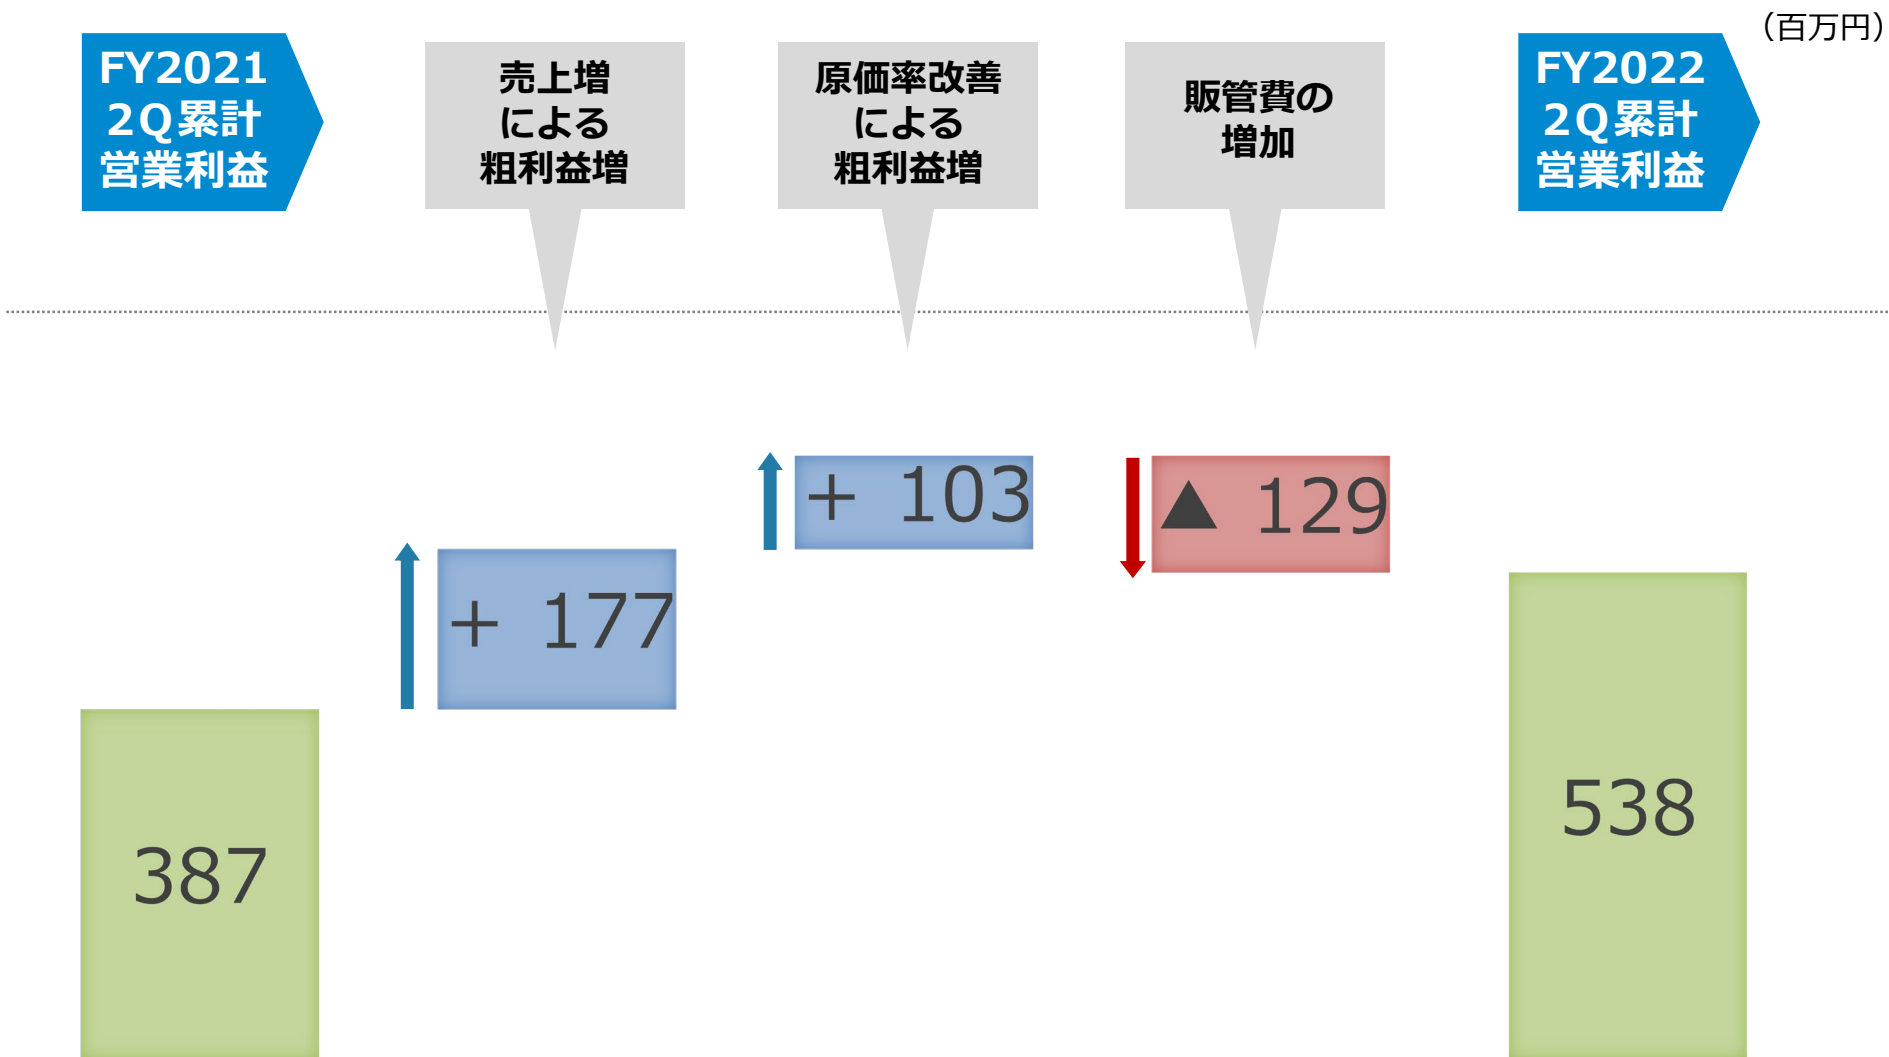 （百万円）
FY2021
２Ｑ累計
営業利益
売上増
による
粗利益増
原価率改善
による
粗利益増
販管費の
増加
FY2022
２Ｑ累計
営業利益
＋ 103
▲ 129
＋ 177
538
387